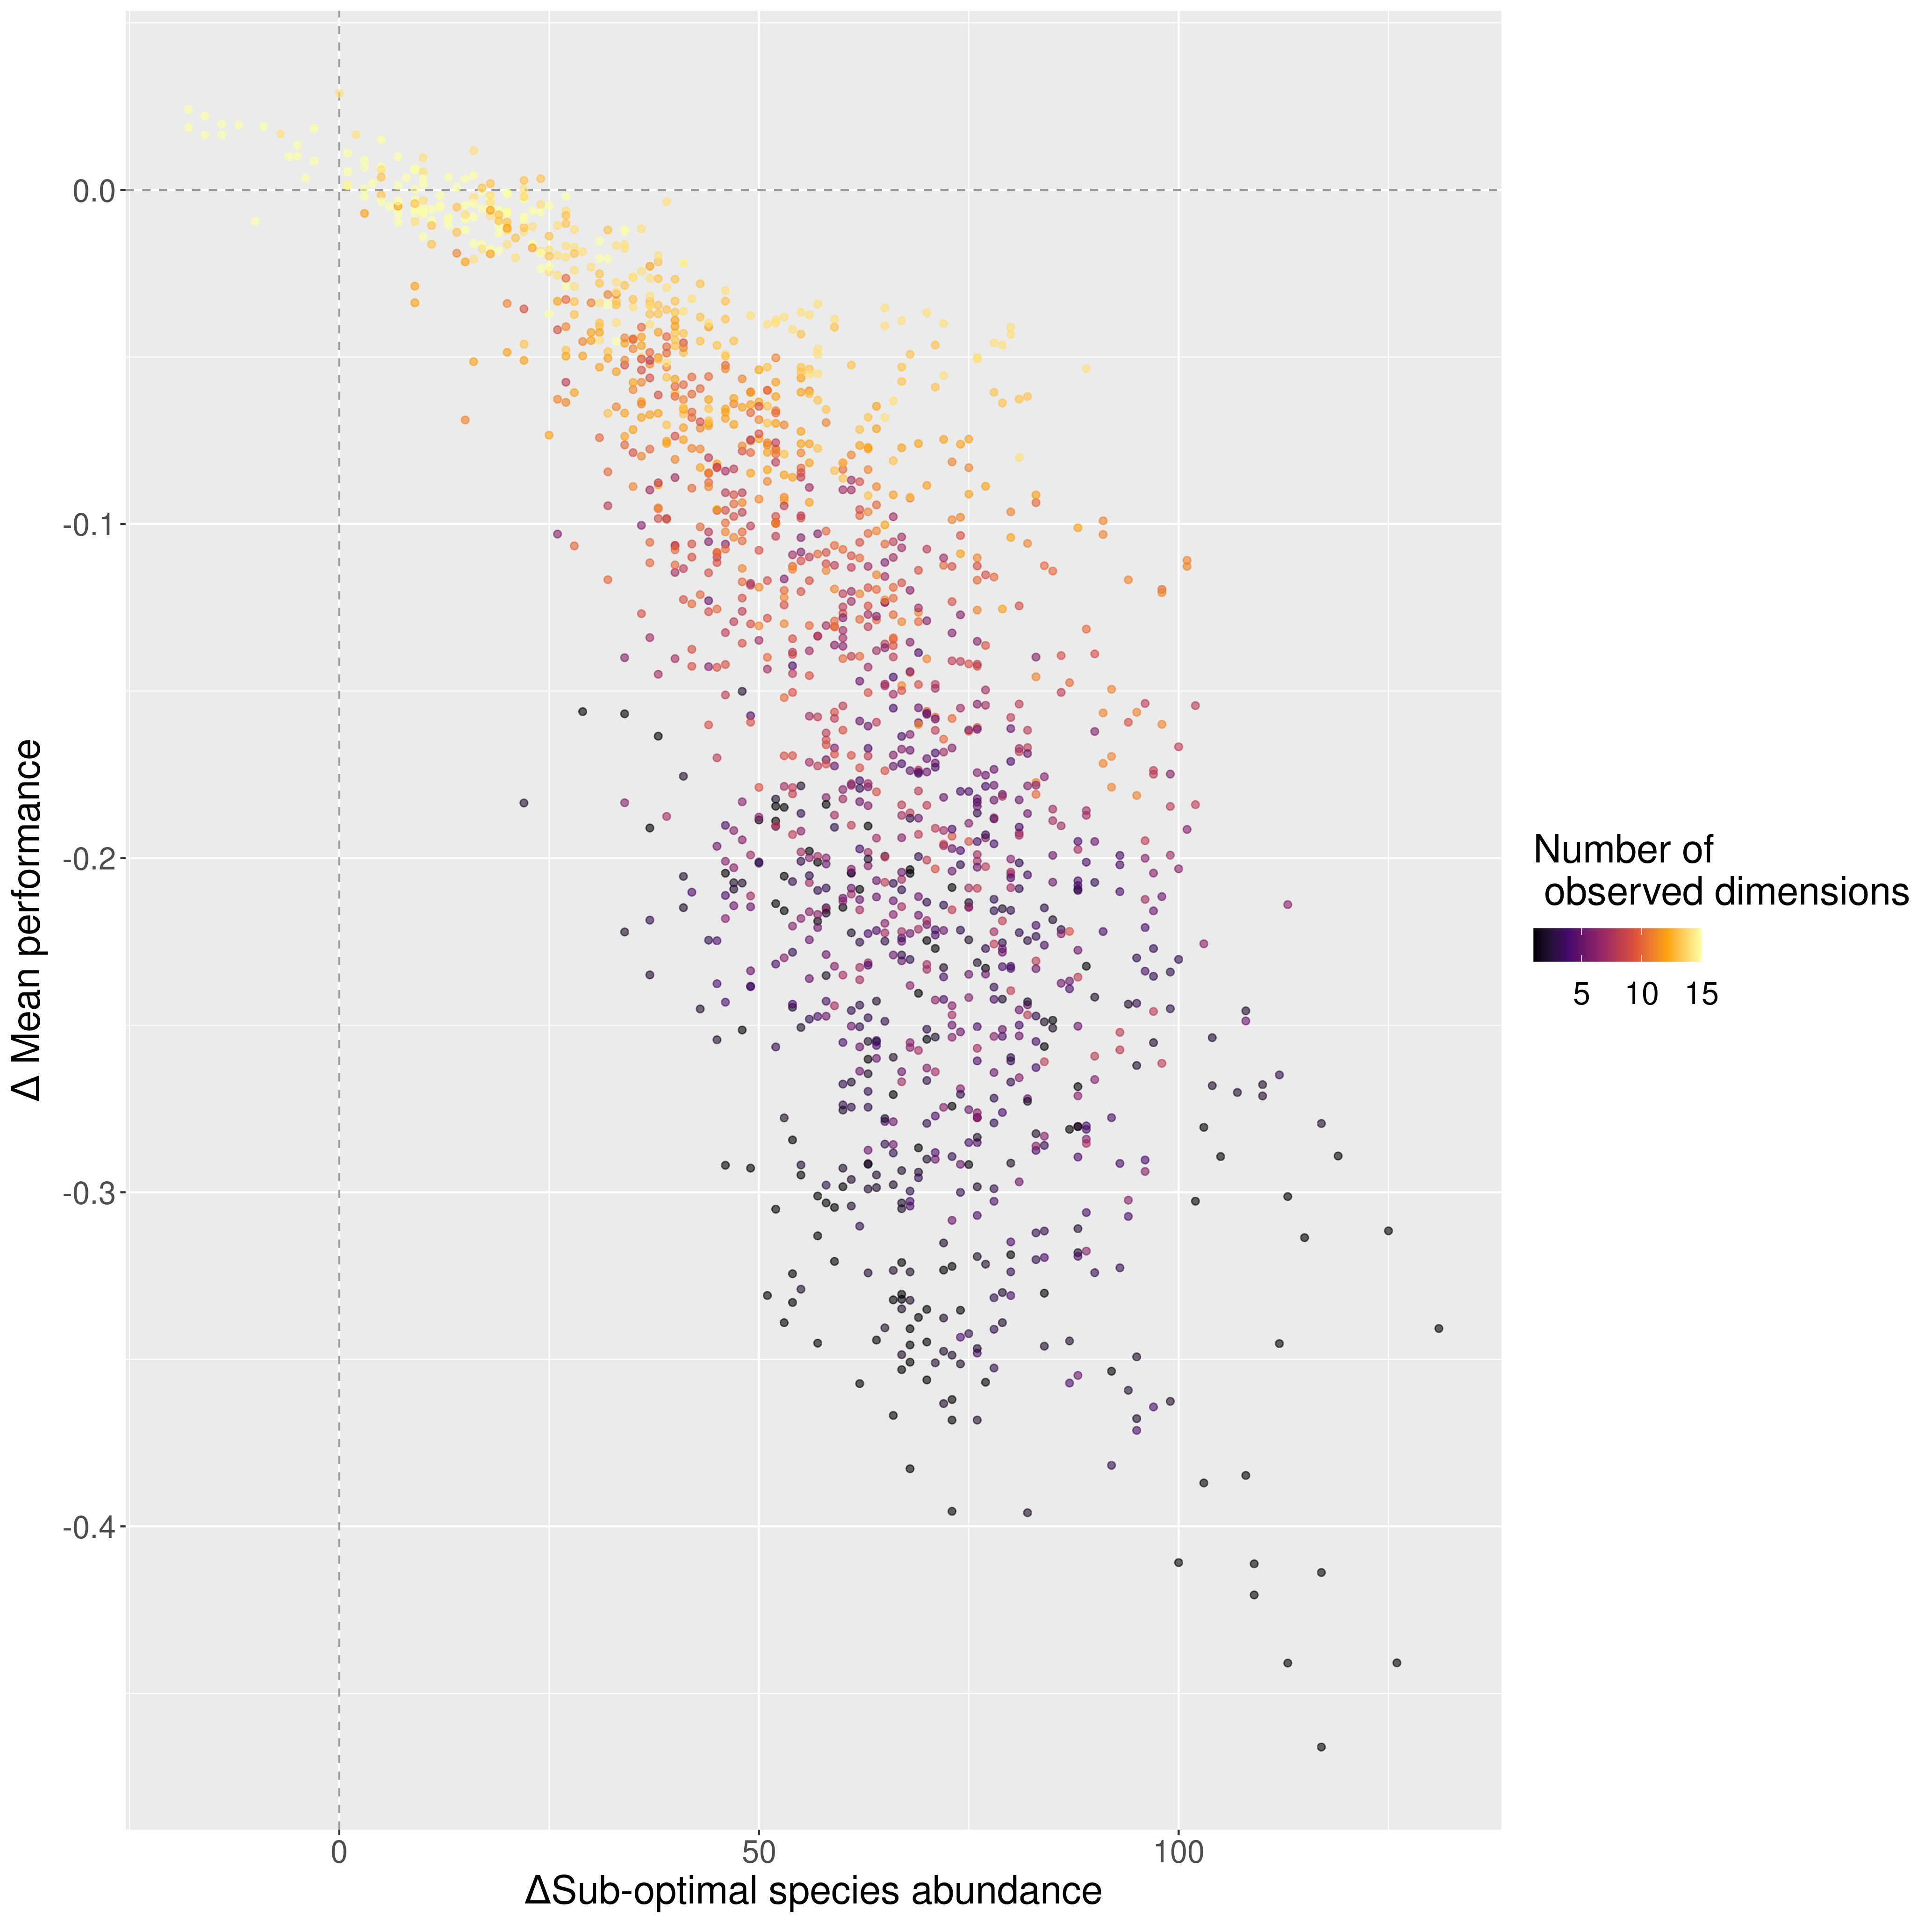 0.0
-0.1
-0.2
-0.3
-0.4
Δ Mean performance
0
50
100
ΔSub-optimal species abundance
Number of
observed dimensions
5
10
15